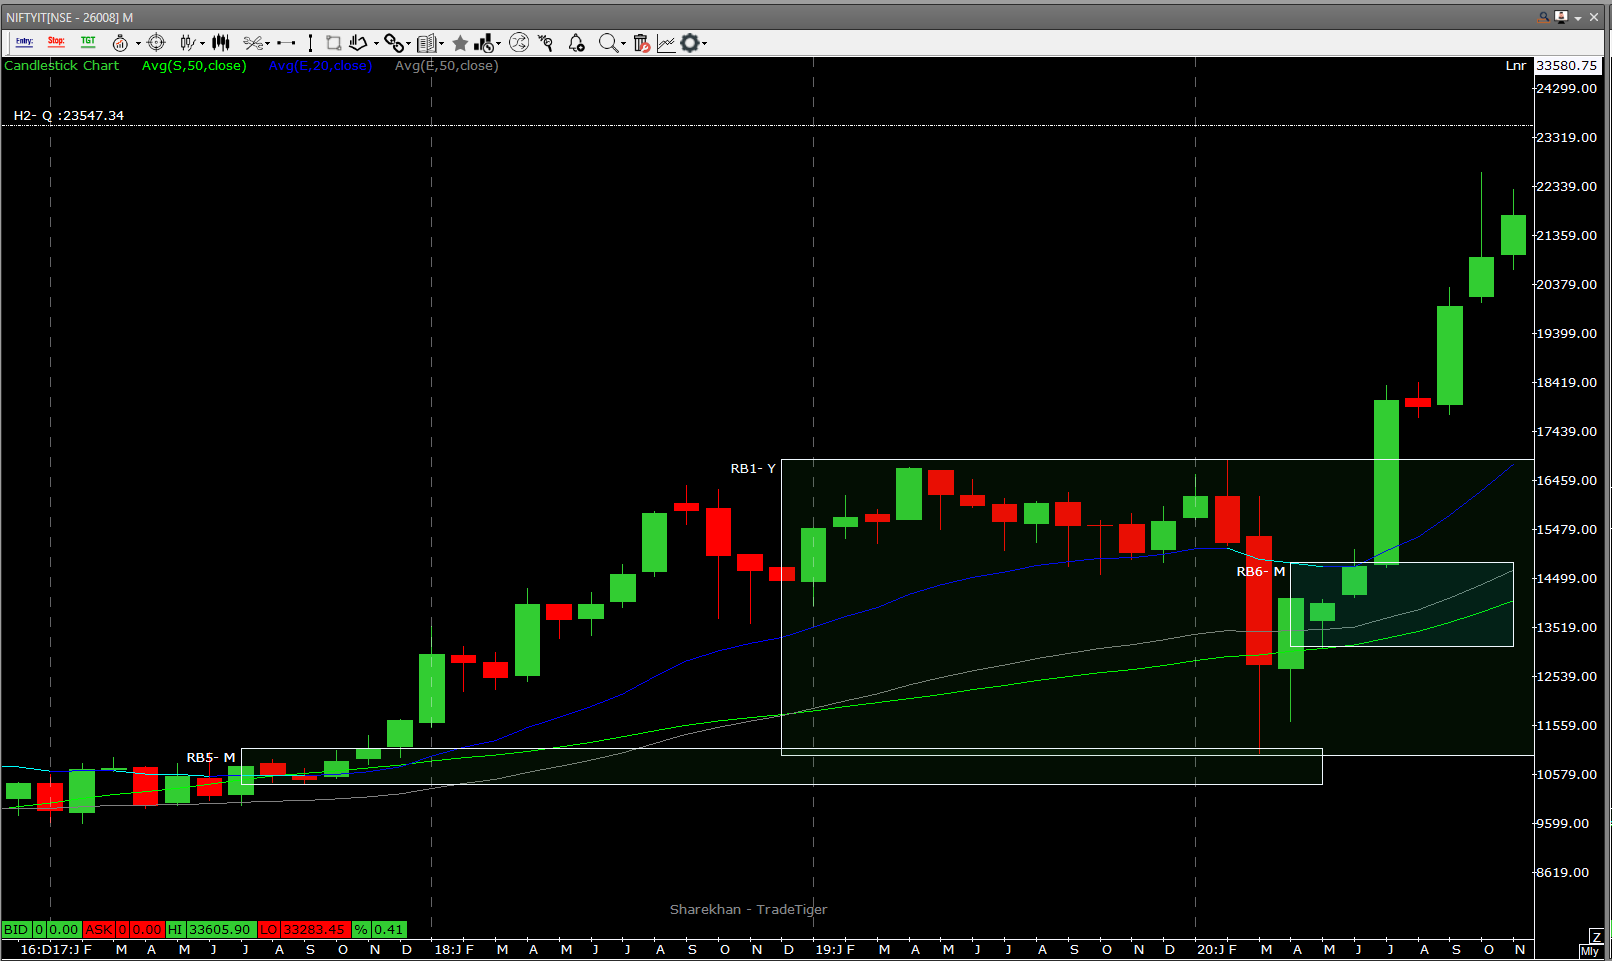 NIFTYIT[NSE - 26008] M
Entry: Stop: TGT
Candlestick Chart Avg(S,50,close) Avg(E,20,close) Avg(E,50,close) Lnr 33580.75
24299.00
H2- Q :23547.34
23319.00
22339.00
21359.00
20379.00
19399.00
18419.00
17439.00
RB1- Y
16459.00
15479.00
RB6- M
14499.00
13519.00
12539.00
11559.00
RB5- M
10579.00
9599.00
8619.00
Sharekhan - TradeTiger
BID 0 0.00 ASK 0 0.00 HI 33605.90 LO 33283.45 % 0.41
Z
16:D 17:J F M A M J J A S O N D 18:J F M A M J J A S O N D 19:J F M A M J J A S O N D 20:J F M A M J J A S O N
Mly